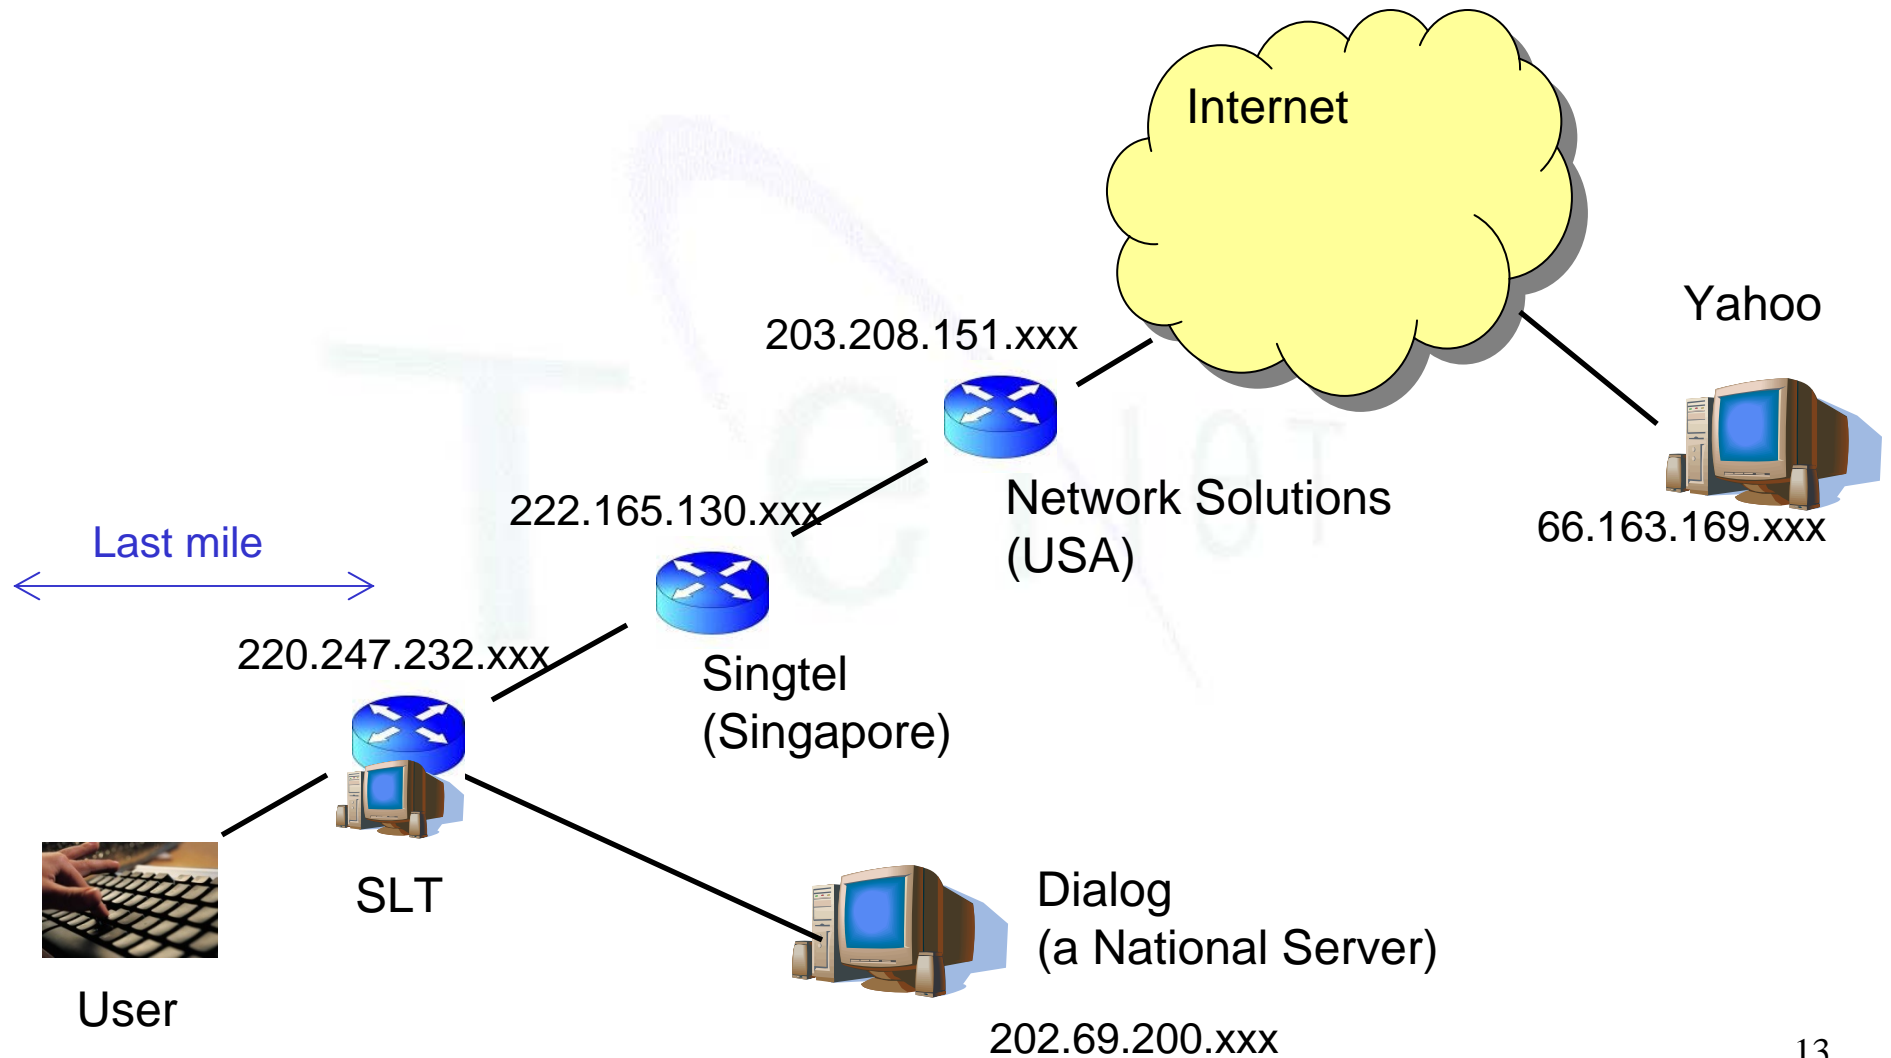 Internet
Yahoo
203.208.151.xxx
Network Solutions
(USA)
222.165.130.xxx
66.163.169.xxx
Last mile
220.247.232.xxx
Singtel
(Singapore)
SLT
Dialog
(a National Server)
User
202.69.200.xxx
13